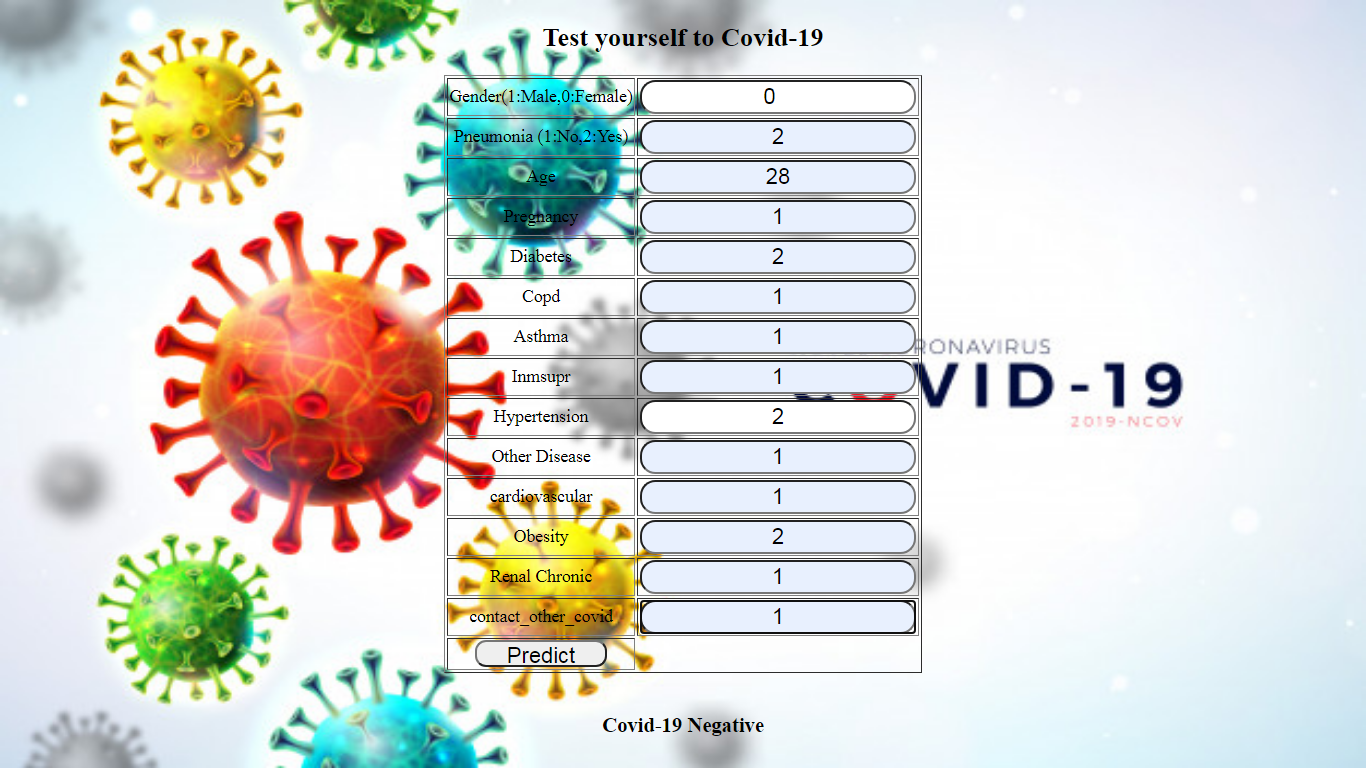 Test yourself to Covid-19
Gender(1:Male,0:Female) 0
Pneumonia (1:No,2:Yes) 2
Age 28
Pregnancy 1
Diabetes 2
Copd 1
Asthma 1
RONAVIRUS
Inmsupr 1
VID-19
Hypertension 2
2019-NCOV
Other Disease 1
cardiovascular 1
Obesity 2
Renal Chronic 1
contact_other_covid 1
Predict
Covid-19 Negative